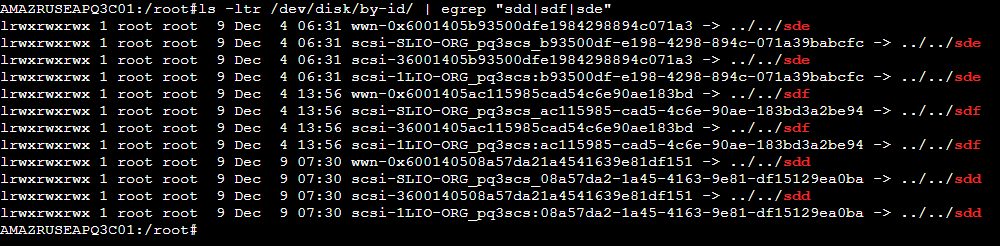 AMAZRUSEAPQ3C01:/root#ls -ltr /dev/disk/by-id/ | egrep "sdd|sdf|sde"
lrwxrwxrwx 1 root root  9 Dec  4 06:31 wwn-0x6001405b93500dfe1984298894c071a3 -> ../../sde
lrwxrwxrwx 1 root root  9 Dec  4 06:31 scsi-SLIO-ORG_pq3scs_b93500df-e198-4298-894c-071a39babcfc -> ../../sde
lrwxrwxrwx 1 root root  9 Dec  4 06:31 scsi-36001405b93500dfe1984298894c071a3 -> ../../sde
lrwxrwxrwx 1 root root  9 Dec  4 06:31 scsi-1LIO-ORG_pq3scs:b93500df-e198-4298-894c-071a39babcfc -> ../../sde
lrwxrwxrwx 1 root root  9 Dec  4 13:56 wwn-0x6001405ac115985cad54c6e90ae183bd -> ../../sdf
lrwxrwxrwx 1 root root  9 Dec  4 13:56 scsi-SLIO-ORG_pq3scs_ac115985-cad5-4c6e-90ae-183bd3a2be94 -> ../../sdf
lrwxrwxrwx 1 root root  9 Dec  4 13:56 scsi-36001405ac115985cad54c6e90ae183bd -> ../../sdf
lrwxrwxrwx 1 root root  9 Dec  4 13:56 scsi-1LIO-ORG_pq3scs:ac115985-cad5-4c6e-90ae-183bd3a2be94 -> ../../sdf
lrwxrwxrwx 1 root root  9 Dec  9 07:30 wwn-0x600140508a57da21a4541639e81df151 -> ../../sdd
lrwxrwxrwx 1 root root  9 Dec  9 07:30 scsi-SLIO-ORG_pq3scs_08a57da2-1a45-4163-9e81-df15129ea0ba -> ../../sdd
lrwxrwxrwx 1 root root  9 Dec  9 07:30 scsi-3600140508a57da21a4541639e81df151 -> ../../sdd
lrwxrwxrwx 1 root root  9 Dec  9 07:30 scsi-1LIO-ORG_pq3scs:08a57da2-1a45-4163-9e81-df15129ea0ba -> ../../sdd
AMAZRUSEAPQ3C01:/root#